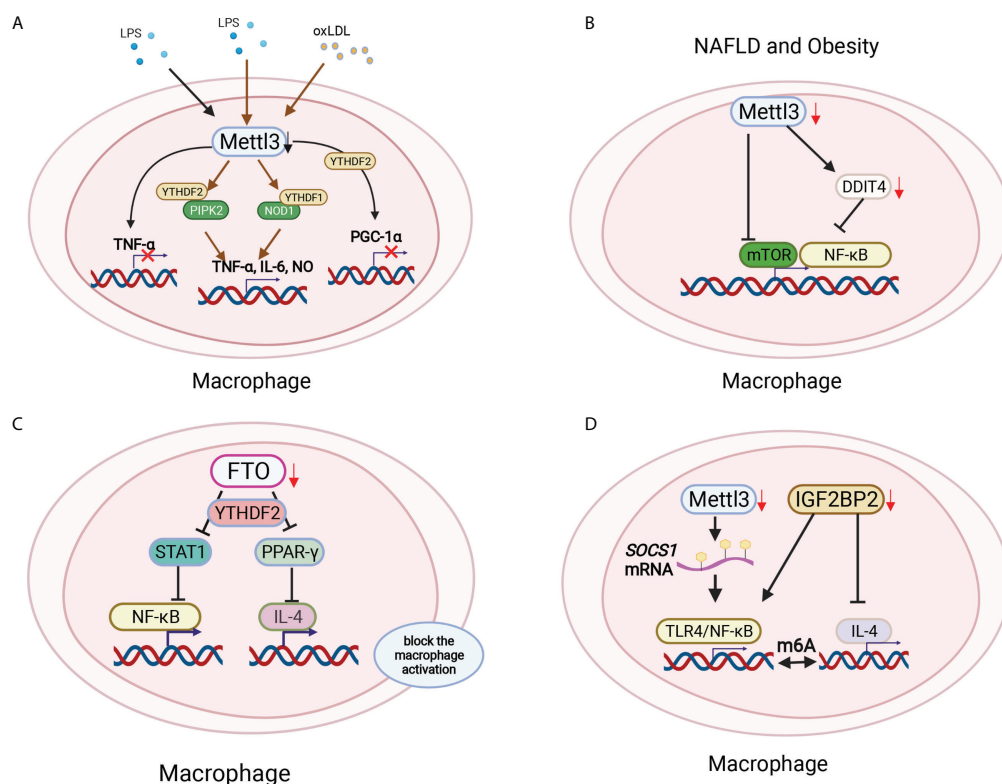 A
LPS
LPS
oxLDL
Mettl3
YTHDF2
YTHDF2
PIPK2
YTHDF1
NOD1
TNF-α
PGC-1α
TNF-α, IL-6, NO
Macrophage
B
NAFLD and Obesity
Mettl3
DDIT4
mTOR
NF-κB
Macrophage
C
FTO
YTHDF2
STAT1
PPAR-γ
NF-κB
IL-4
block the
macrophage
activation
Macrophage
D
Mettl3
IGF2BP2
SOCS1
mRNA
TLR4/NF-κB
IL-4
m6A
Macrophage